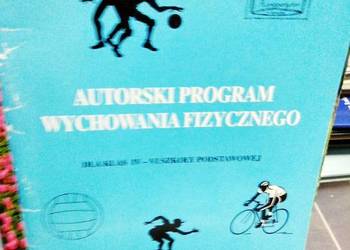 AUTORSKI PROGRAM
WYCHOWANIA FIZYCZNEGO
DLA KLAS IV - VI SZKOŁY PODSTAWOWEJ